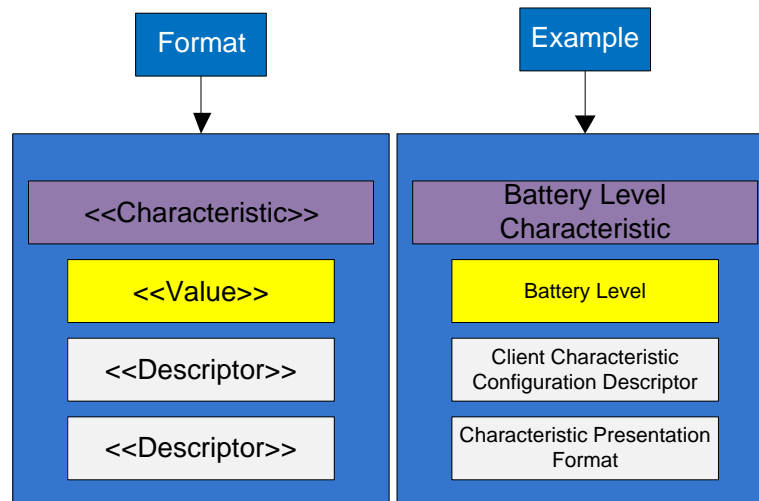 Format
Example
<<Characteristic>>
<<Value>>
<<Descriptor>>
<<Descriptor>>
Battery Level
Characteristic
Battery Level
Client Characteristic
Configuration Descriptor
Characteristic Presentation
Format